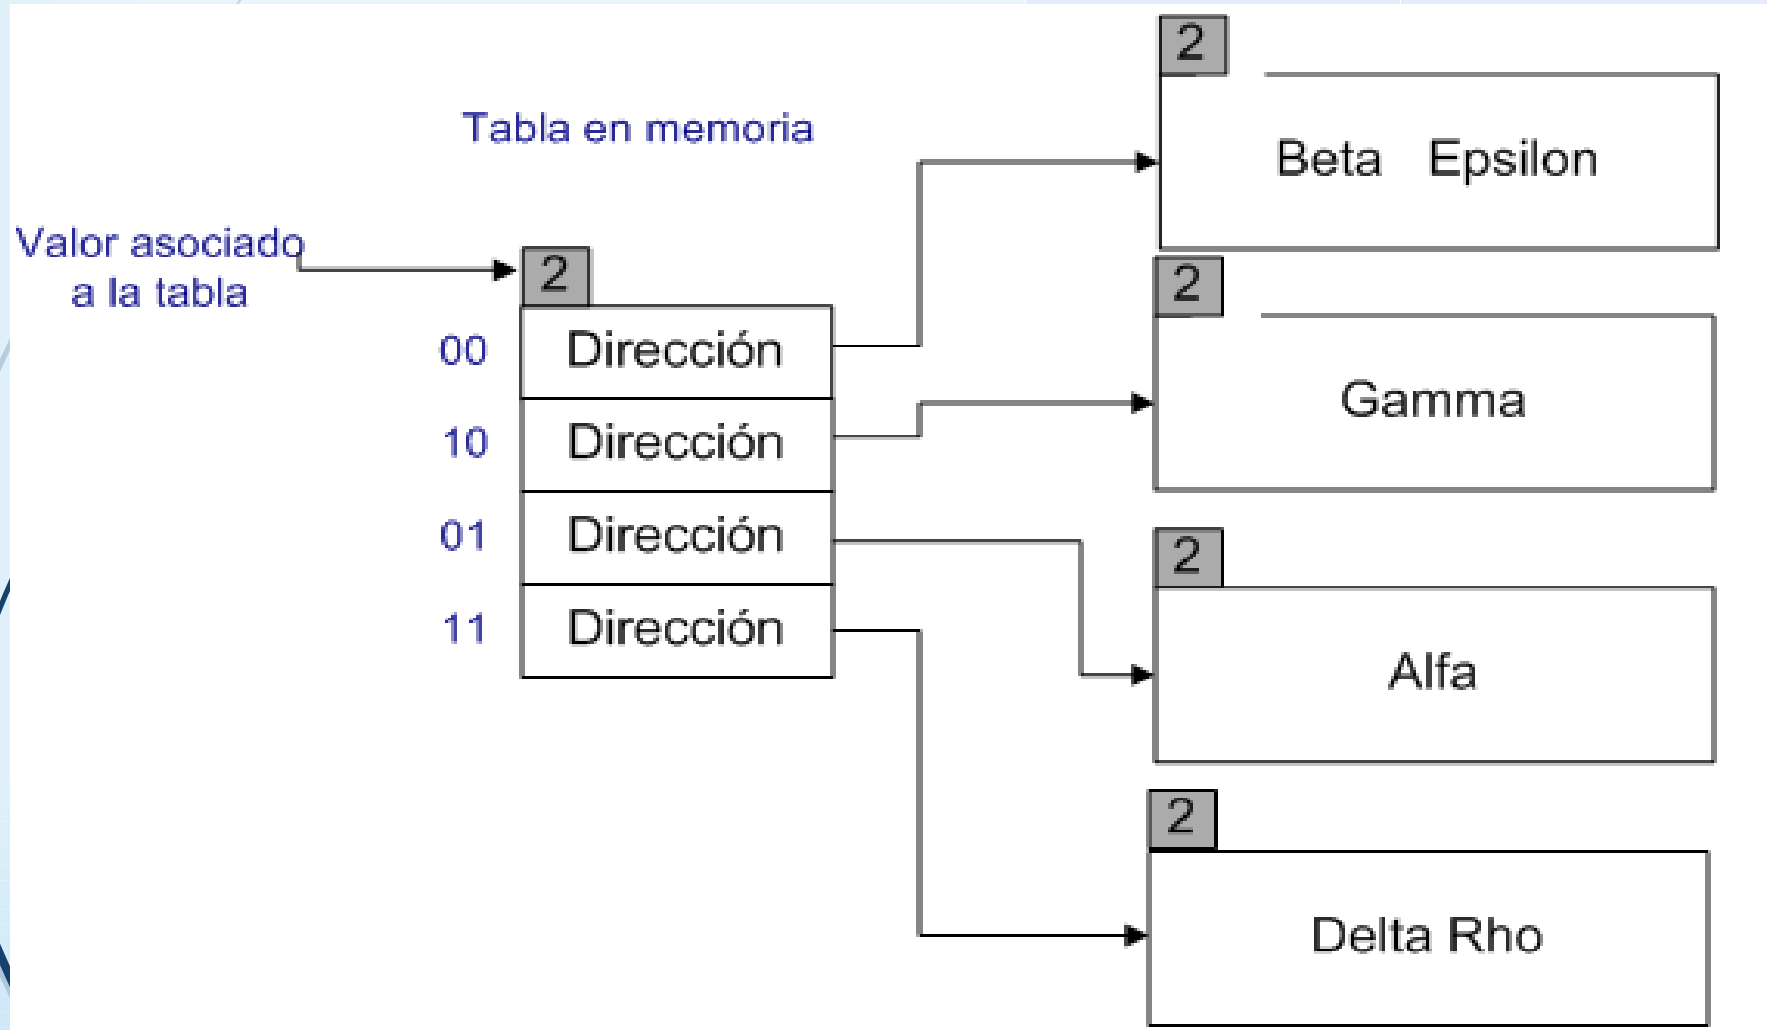 2
Tabla en memoria
Beta Epsilon
Valor asociado
a la tabla
2
2
00 Dirección
Gamma
10 Dirección
01 Dirección
2
11 Dirección
Alfa
2
Delta Rho